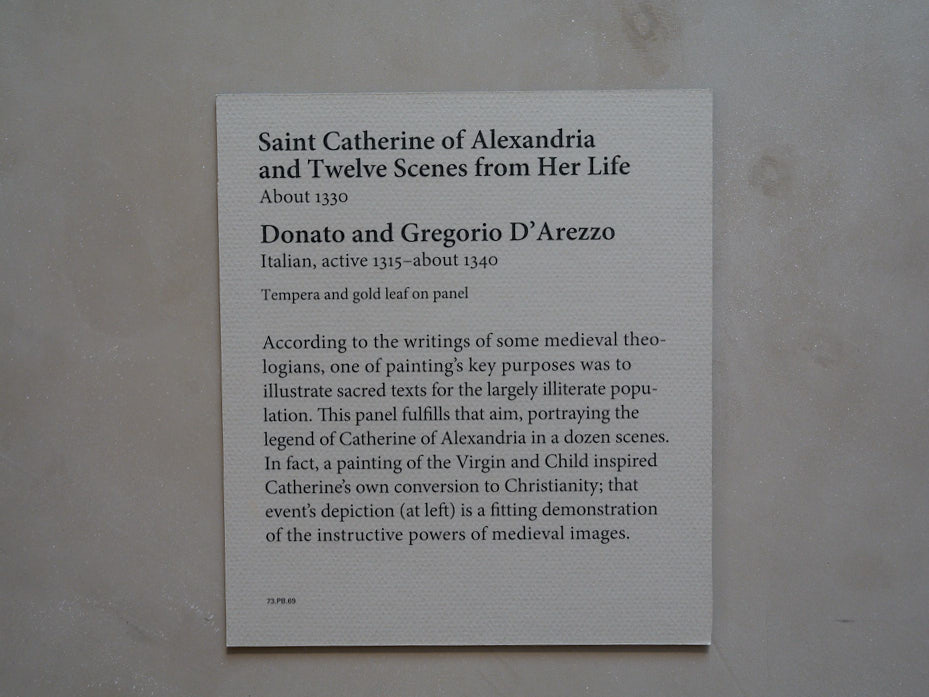 Saint Catherine of Alexandria
and Twelve Scenes from Her Life
About 1330
Donato and Gregorio D’Arezzo
Italian, active 1315–about 1340
Tempera and gold leaf on panel
According to the writings of some medieval theo-
logians, one of painting’s key purposes was to
illustrate sacred texts for the largely illiterate popu-
lation. This panel fulfills that aim, portraying the
legend of Catherine of Alexandria in a dozen scenes.
In fact, a painting of the Virgin and Child inspired
Catherine’s own conversion to Christianity; that
event’s depiction (at left) is a fitting demonstration
of the instructive powers of medieval images.
73.PB.69